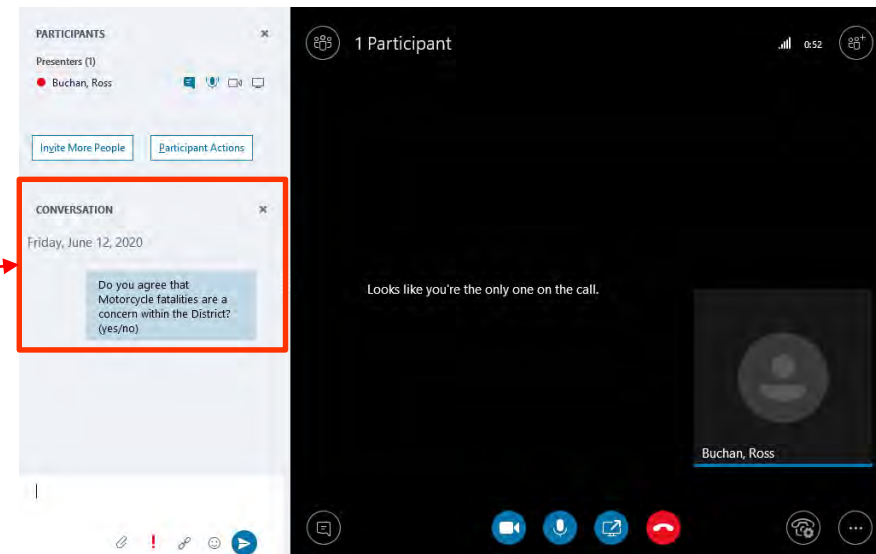 PARTICIPANTS
Presenters (1)
Buchan, Ross
Invite More People
Participant Actions
CONVERSATION
Friday, June 12, 2020
Do you agree that
Motorcycle fatalities are a
concern within the District?
(yes/no)
1 Participant
0:52
Looks like you're the only one on the call.
Buchan, Ross